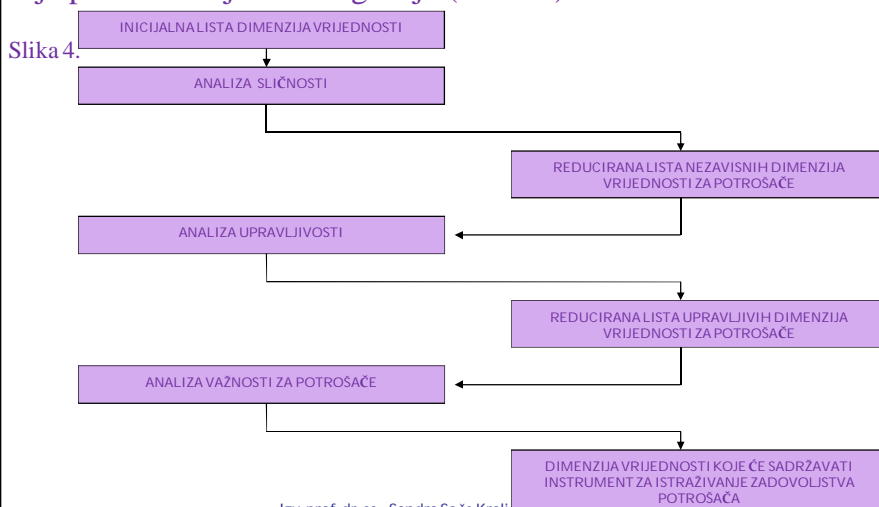 INICIJALNA LISTA DIMENZIJA VRIJEDNOSTI
Slika 4.
ANALIZA SLIČNOSTI
REDUCIRANA LISTA NEZAVISNIH DIMENZIJA
VRIJEDNOSTI ZA POTROŠAČE
ANALIZA UPRAVLJIVOSTI
REDUCIRANA LISTA UPRAVLJIVIH DIMENZIJA
VRIJEDNOSTI ZA POTROŠAČE
ANALIZA VAŽNOSTI ZA POTROŠAČE
DIMENZIJA VRIJEDNOSTI KOJE ĆE SADRŽAVATI
INSTRUMENT ZA ISTRAŽIVANJE ZADOVOLJSTVA
POTROŠAČA